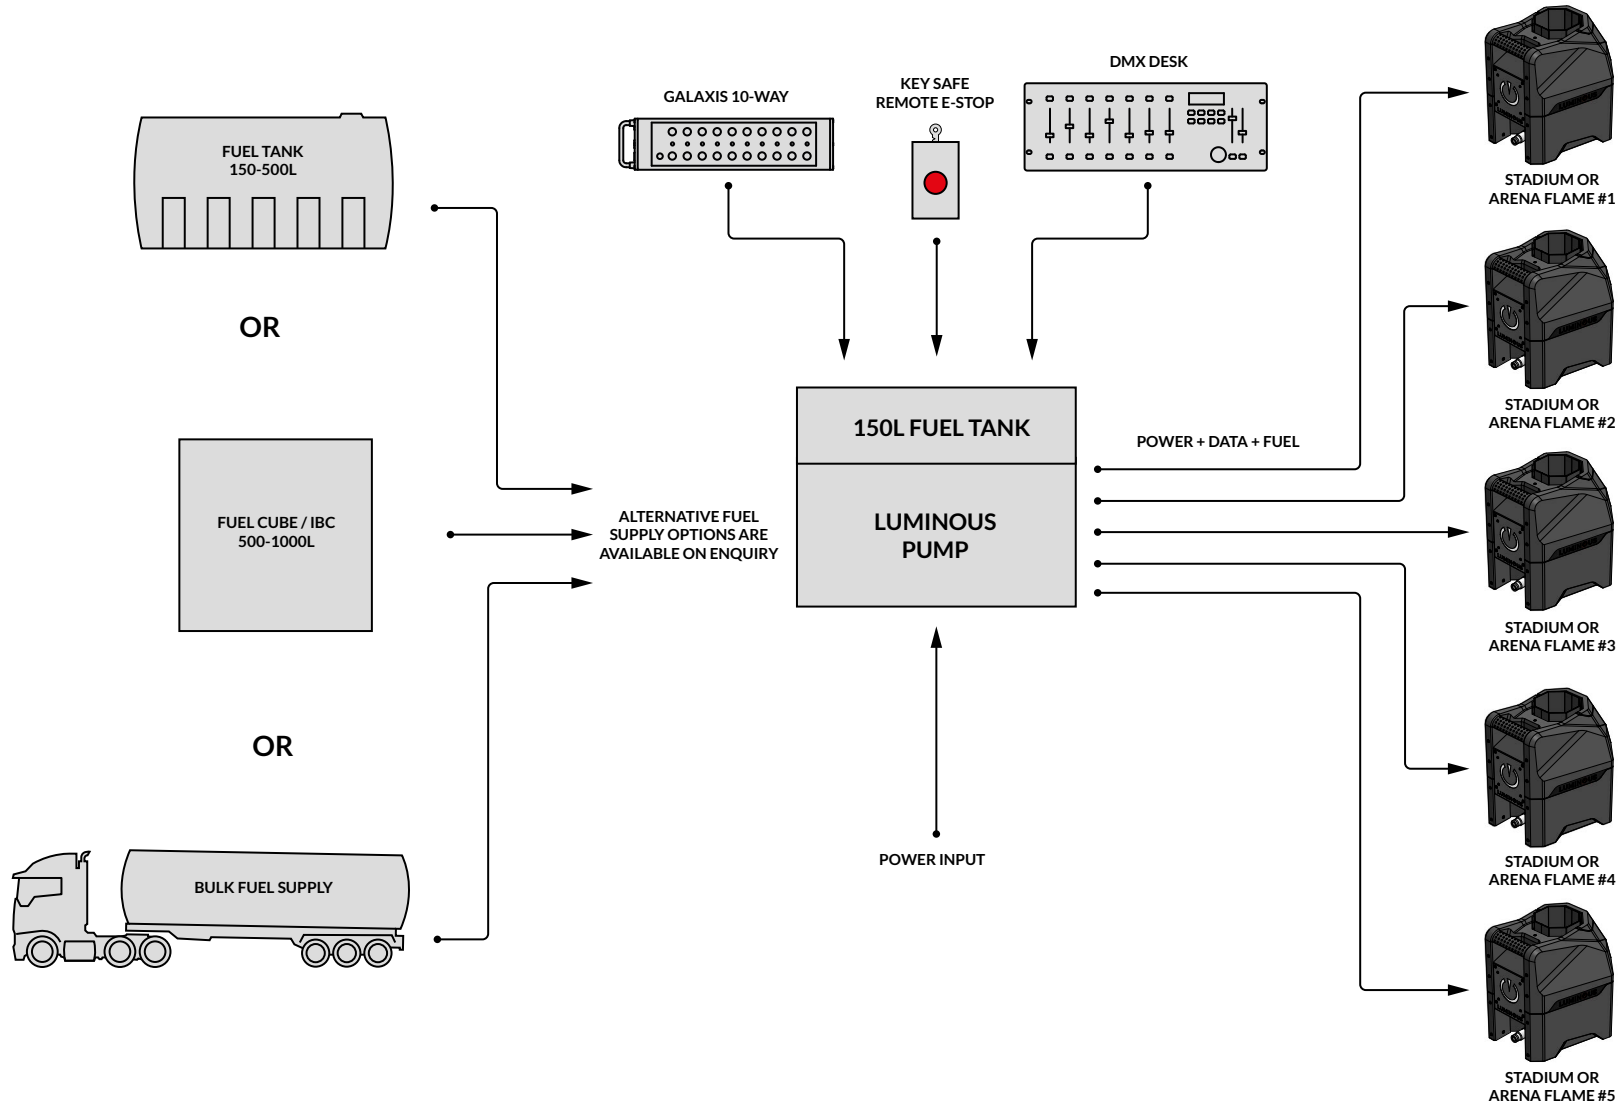 GALAXIS 10-WAY
KEY SAFE
REMOTE E-STOP
DMX DESK
FUEL TANK
150-500L
OR
FUEL CUBE / IBC
500-1000L
OR
BULK FUEL SUPPLY
ALTERNATIVE FUEL
SUPPLY OPTIONS ARE
AVAILABLE ON ENQUIRY
150L FUEL TANK
LUMINOUS
PUMP
POWER INPUT
POWER + DATA + FUEL
STADIUM OR
ARENA FLAME #1
STADIUM OR
ARENA FLAME #2
STADIUM OR
ARENA FLAME #3
STADIUM OR
ARENA FLAME #4
STADIUM OR
ARENA FLAME #5